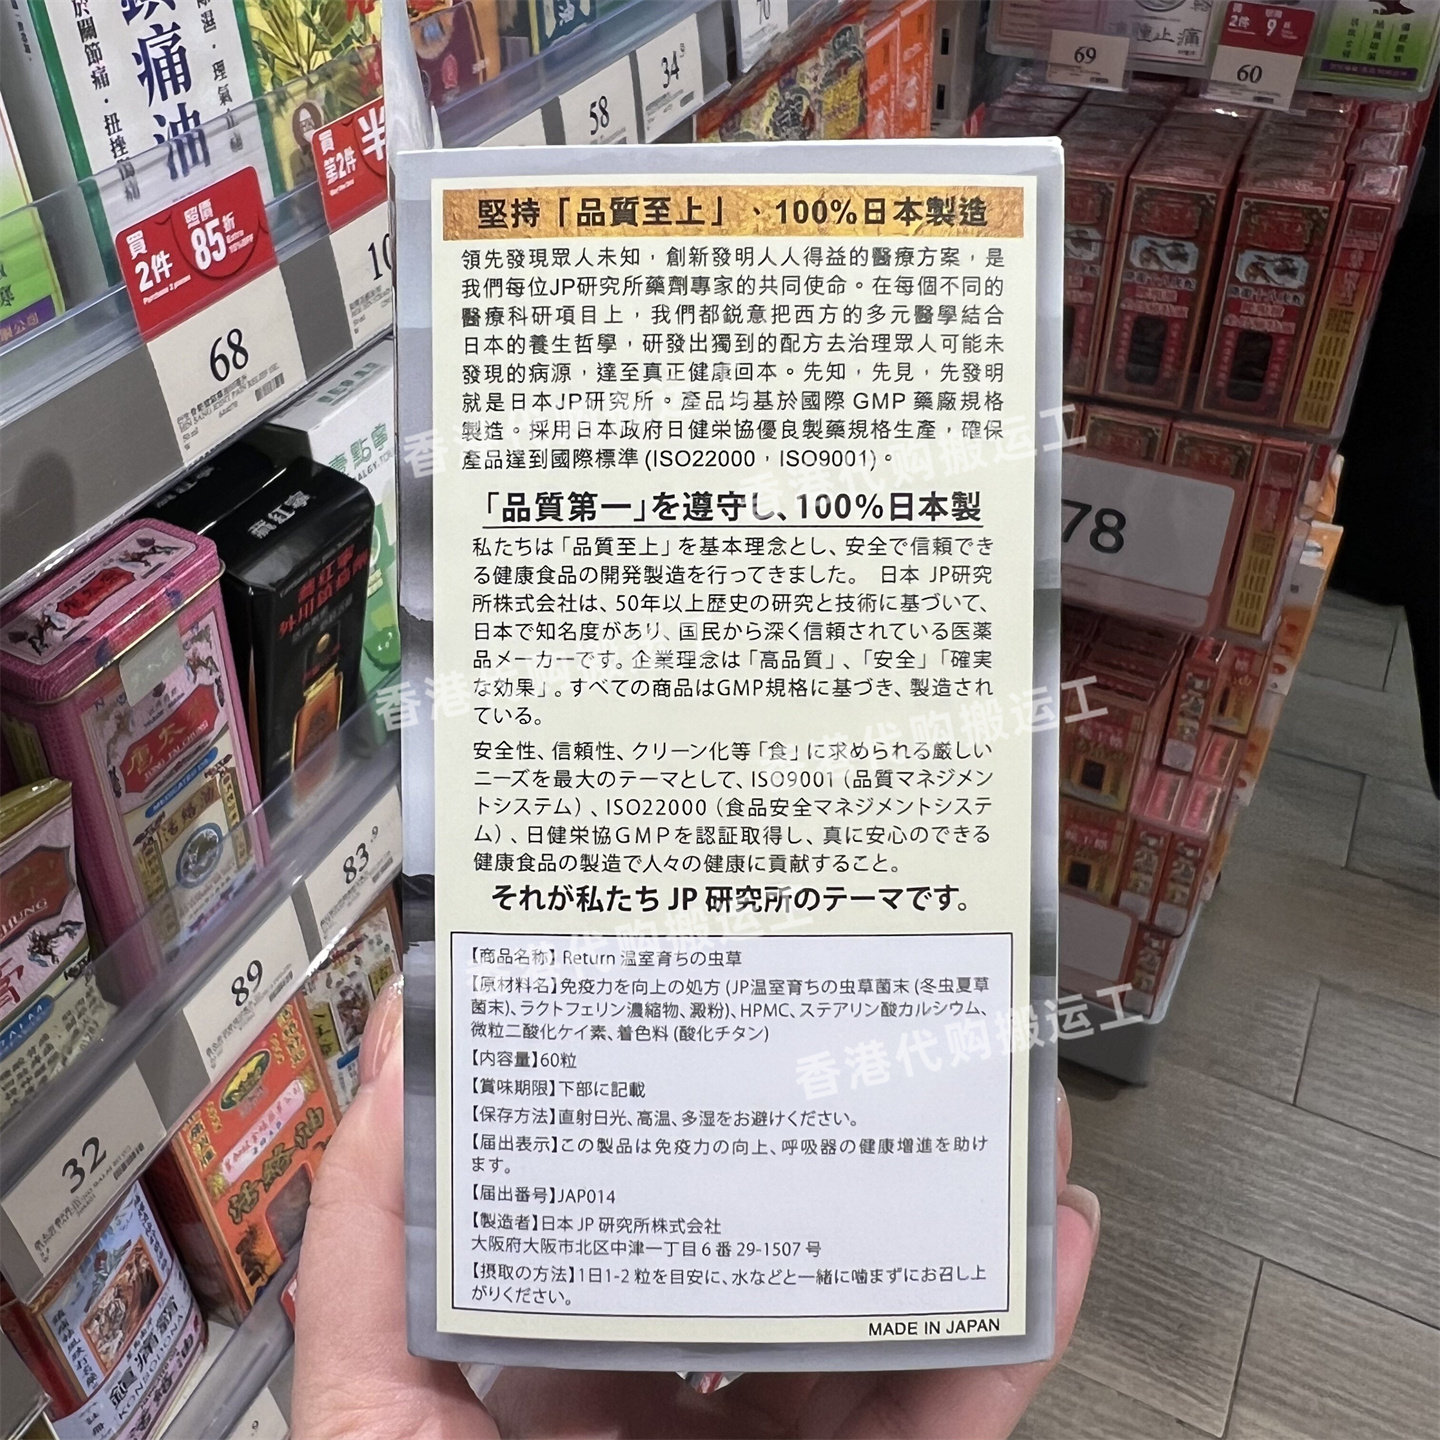 堅持「品質至上」、100%日本製造
領先發現眾人未知，創新發明人人得益的醫療方案，是
我們每位JP研究所藥劑專家的共同使命。在每個不同的
醫療科研項目上，我們都銳意把西方的多元醫學結合
日本的養生哲學，研發出獨到的配方去治理眾人可能未
發現的病源，達至真正健康回本。先知，先見，先發明
就是日本JP研究所。產品均基於國際 GMP 藥廠規格
製造。採用日本政府日健栄協優良製藥規格生產，確保
產品達到國際標準 (ISO22000，ISO9001)。
「品質第一」を遵守し、100%日本製
私たちは「品質至上」を基本理念とし、安全で信頼でき
る健康食品の開発製造を行ってきました。 日本 JP研究
所株式会社は、50年以上歴史の研究と技術に基づいて、
日本で知名度があり、国民から深く信頼されている医薬
品メーカーです。企業理念は「高品質」、「安全」「確実
な効果」。すべての商品はGMP規格に基づき、製造され
ている。
安全性、信頼性、クリーン化等「食」に求められる厳しい
ニーズを最大のテーマとして、ISO9001（品質マネジメン
トシステム）、ISO22000（食品安全マネジメントシステ
ム）、日健栄協GMPを認証取得し、真に安心のできる
健康食品の製造で人々の健康に貢献すること。
それが私たち JP 研究所のテーマです。
【商品名称】Return 温室育ちの虫草
【原材料名】免疫力を向上の処方 (JP温室育ちの虫草菌末 (冬虫夏草
菌末)、ラクトフェリン濃縮物、澱粉)、HPMC、ステアリン酸カルシウム、
微粒二酸化ケイ素、着色料 (酸化チタン)
【内容量】60粒
【賞味期限】下部に記載
【保存方法】直射日光、高温、多湿をお避けください。
【届出表示】この製品は免疫力の向上、呼吸器の健康増進を助け
ます。
【届出番号】JAP014
【製造者】日本 JP 研究所株式会社
大阪府大阪市北区中津一丁目 6 番 29-1507 号
【摂取の方法】1日1-2 粒を目安に、水などと一緒に噛まずにお召し上
がりください。
MADE IN JAPAN
香港代购搬运工
香港代购搬运工
香港代购搬运工
買
2件
照價
85折
68
買
第2件
半
10
58
34.9
70
69
買
2件
9折
60
78
83.9
89
32